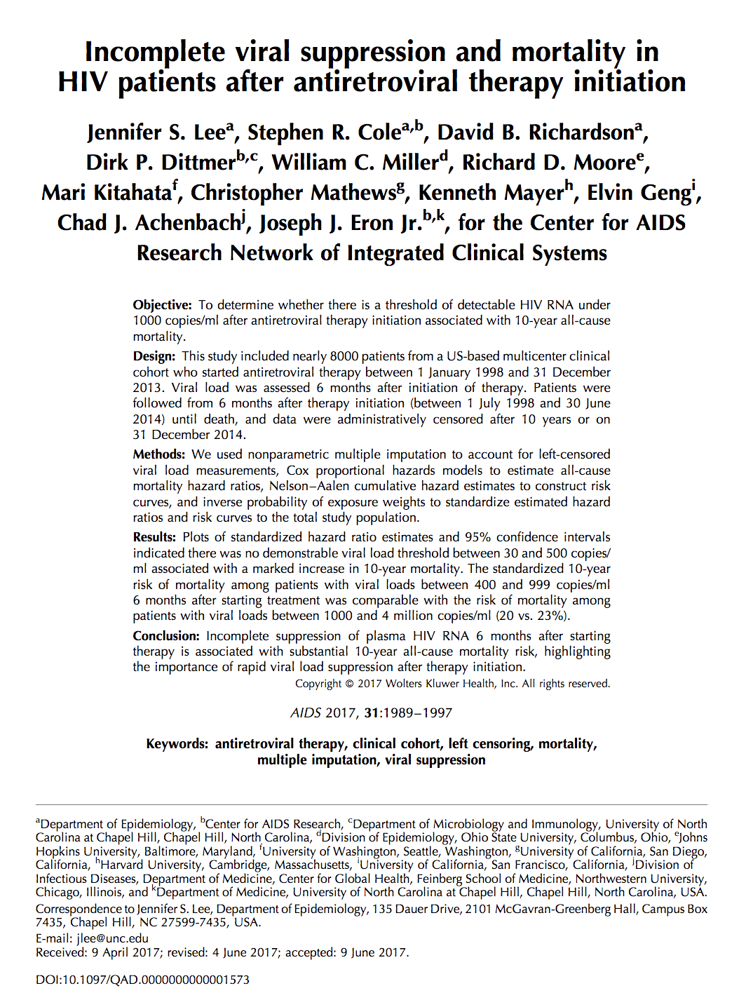 Incomplete viral suppression and mortality in
HIV patients after antiretroviral therapy initiation
Jennifer S. Leeᵃ, Stephen R. Coleᵃ,ᵇ, David B. Richardsonᵃ,
Dirk P. Dittmerᵇ,ᶜ, William C. Millerᵈ, Richard D. Mooreᵉ,
Mari Kitahataᶠ, Christopher Mathewsᵍ, Kenneth Mayerʰ, Elvin Gengⁱ,
Chad J. Achenbachʲ, Joseph J. Eron Jr.ᵇ,ᵏ, for the Center for AIDS
Research Network of Integrated Clinical Systems
Objective: To determine whether there is a threshold of detectable HIV RNA under
1000 copies/ml after antiretroviral therapy initiation associated with 10-year all-cause
mortality.
Design: This study included nearly 8000 patients from a US-based multicenter clinical
cohort who started antiretroviral therapy between 1 January 1998 and 31 December
2013. Viral load was assessed 6 months after initiation of therapy. Patients were
followed from 6 months after therapy initiation (between 1 July 1998 and 30 June
2014) until death, and data were administratively censored after 10 years or on
31 December 2014.
Methods: We used nonparametric multiple imputation to account for left-censored
viral load measurements, Cox proportional hazards models to estimate all-cause
mortality hazard ratios, Nelson–Aalen cumulative hazard estimates to construct risk
curves, and inverse probability of exposure weights to standardize estimated hazard
ratios and risk curves to the total study population.
Results: Plots of standardized hazard ratio estimates and 95% confidence intervals
indicated there was no demonstrable viral load threshold between 30 and 500 copies/
ml associated with a marked increase in 10-year mortality. The standardized 10-year
risk of mortality among patients with viral loads between 400 and 999 copies/ml
6 months after starting treatment was comparable with the risk of mortality among
patients with viral loads between 1000 and 4 million copies/ml (20 vs. 23%).
Conclusion: Incomplete suppression of plasma HIV RNA 6 months after starting
therapy is associated with substantial 10-year all-cause mortality risk, highlighting
the importance of rapid viral load suppression after therapy initiation.
Copyright © 2017 Wolters Kluwer Health, Inc. All rights reserved.
AIDS 2017, 31:1989–1997
Keywords: antiretroviral therapy, clinical cohort, left censoring, mortality,
multiple imputation, viral suppression
ᵃDepartment of Epidemiology, ᵇCenter for AIDS Research, ᶜDepartment of Microbiology and Immunology, University of North
Carolina at Chapel Hill, Chapel Hill, North Carolina, ᵈDivision of Epidemiology, Ohio State University, Columbus, Ohio, ᵉJohns
Hopkins University, Baltimore, Maryland, ᶠUniversity of Washington, Seattle, Washington, ᵍUniversity of California, San Diego,
California, ʰHarvard University, Cambridge, Massachusetts, ⁱUniversity of California, San Francisco, California, ʲDivision of
Infectious Diseases, Department of Medicine, Center for Global Health, Feinberg School of Medicine, Northwestern University,
Chicago, Illinois, and ᵏDepartment of Medicine, University of North Carolina at Chapel Hill, Chapel Hill, North Carolina, USA.
Correspondence to Jennifer S. Lee, Department of Epidemiology, 135 Dauer Drive, 2101 McGavran-Greenberg Hall, Campus Box
7435, Chapel Hill, NC 27599-7435, USA.
E-mail: jlee@unc.edu
Received: 9 April 2017; revised: 4 June 2017; accepted: 9 June 2017.
DOI:10.1097/QAD.0000000000001573